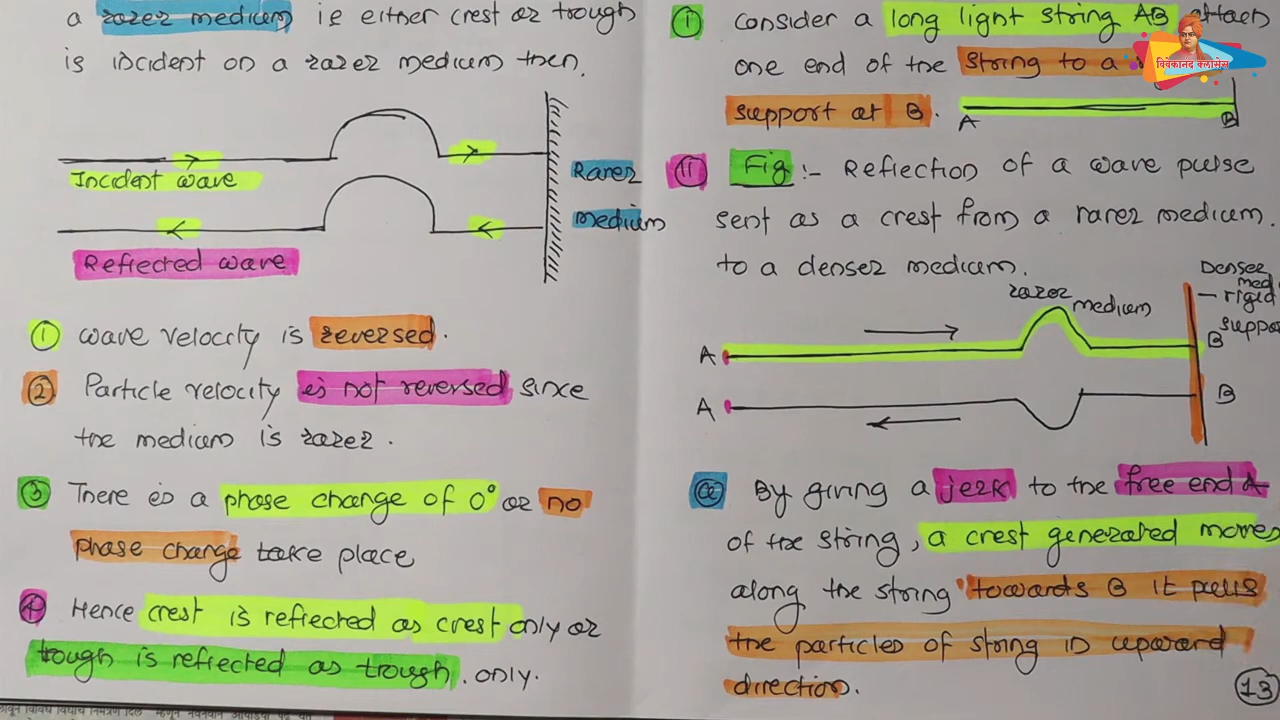 a rarer medium is either crest or trough
is incident on a rarer medium then,
Incident wave
Rarer
medium
Reflected wave
① wave velocity is reversed.
② Particle velocity is not reversed since
the medium is rarer.
③ There is a phase change of 0° or no
phase change take place
④ Hence crest is reflected as crest only or
trough is reflected as trough. only.
① Consider a long light string AB attach
one end of the string to a
support at B.
A B
विवेकानंद क्लासेस
⑪ Fig :- Reflection of a wave pulse
sent as a crest from a rarer medium.
to a denser medium.
Denser
med
rarer medium
- rigid
support
A B
A B
ⓐ By giving a jerk to the free end A
of the string, a crest generated moves
along the string towards B it pulls
the particles of string in upward
direction.
13